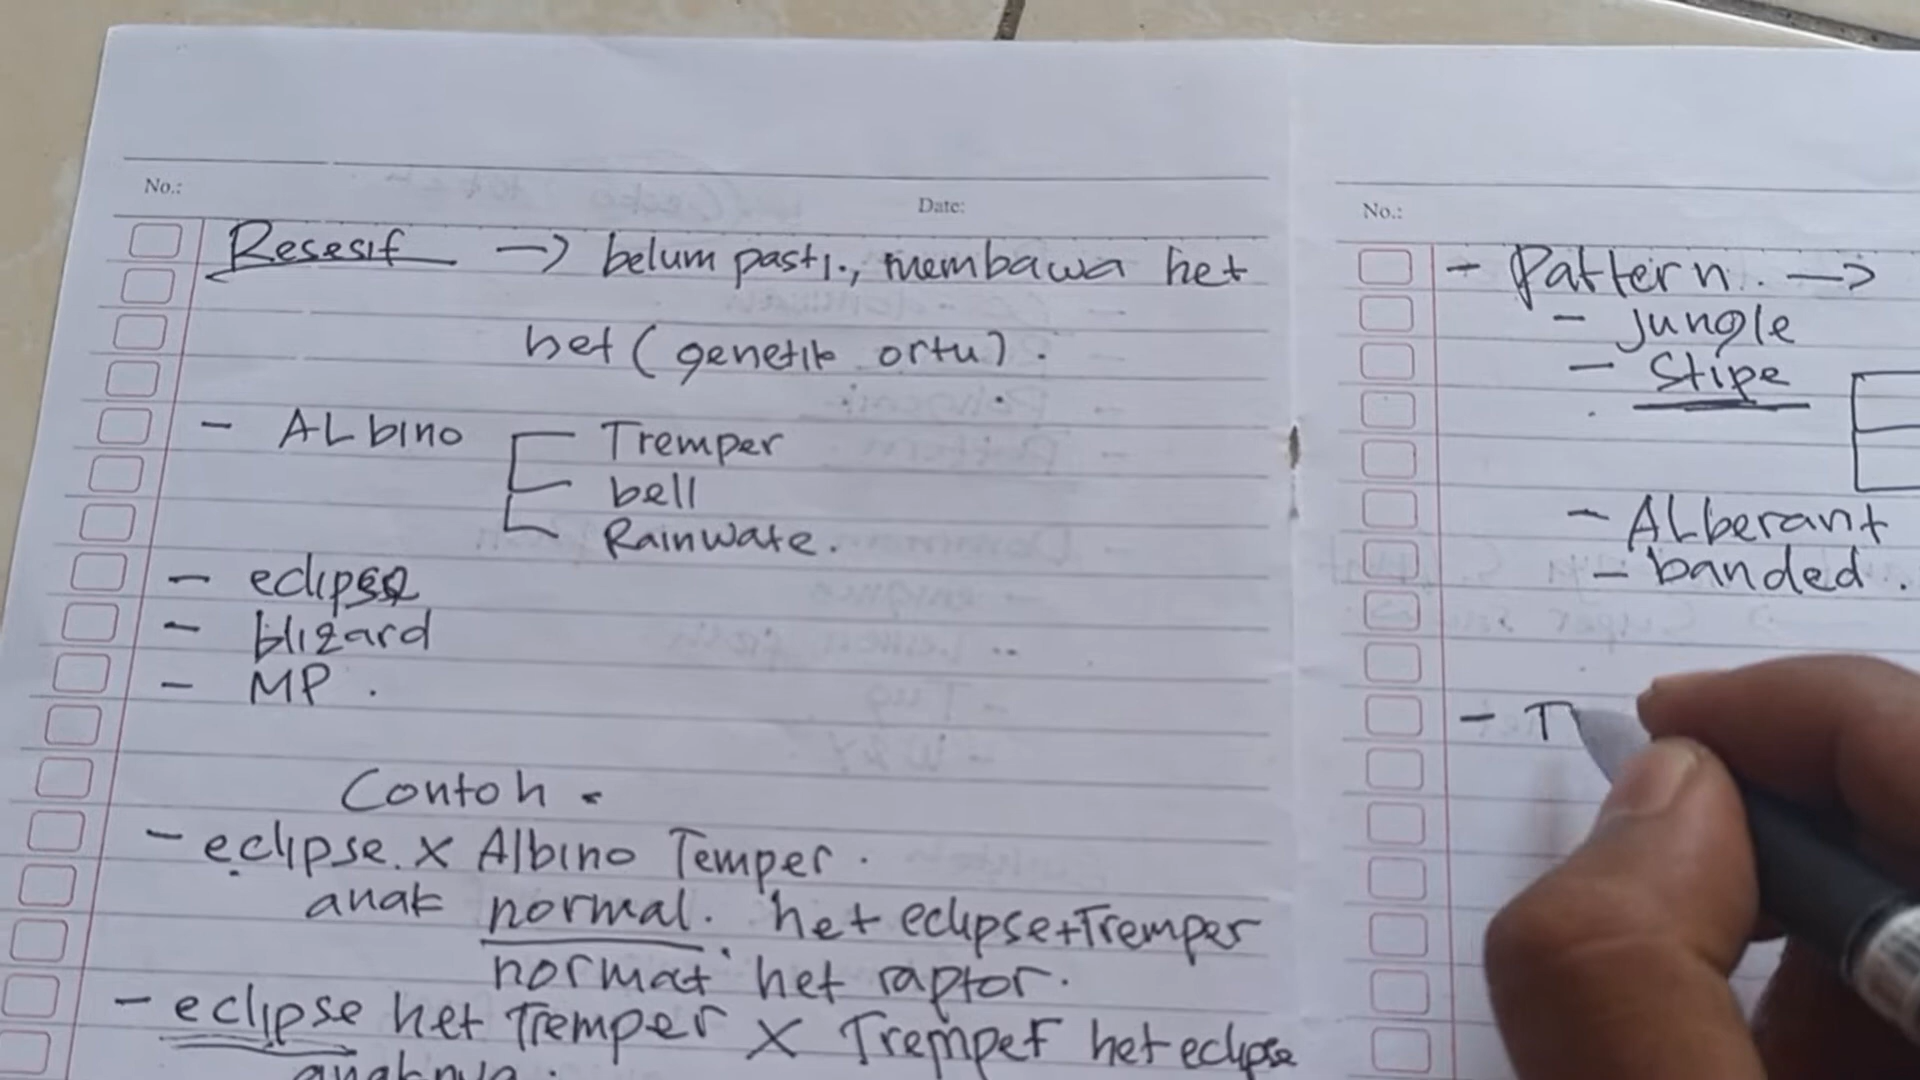 No.:
Date:
Resesif -> belum pasti., membawa het
het (genetik ortu).
- ALbino Tremper
bell
Rainwate.
- eclipse
- blizard
- MP.
Contoh.
- eclipse. x Albino Temper.
anak normal. het eclipse+Tremper
normat het raptor.
- eclipse het Tremper x Tremper het eclipse
anaknya.
No.:
- Pattern. ->
- Jungle
- Stipe
- ALberant
- banded.
- T